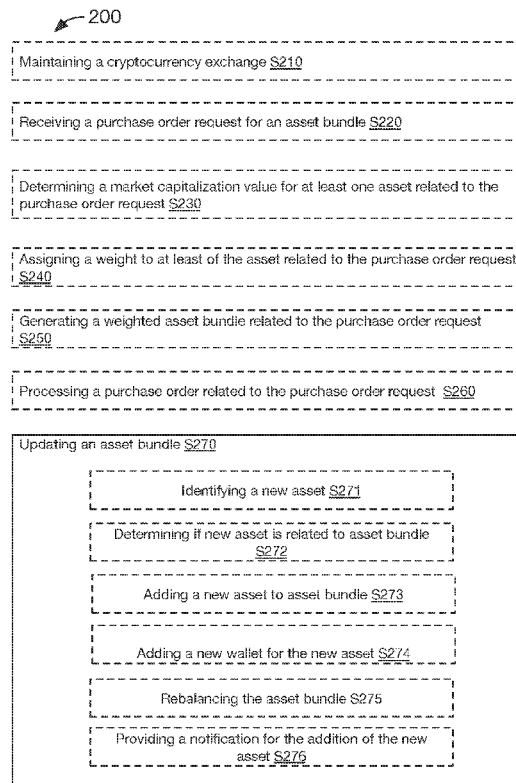 200
Maintaining a cryptocurrency exchange S210
Receiving a purchase order request for an asset bundle S220
Determining a market capitalization value for at least one asset related to the
purchase order request S230
Assigning a weight to at least of the asset related to the purchase order request
S240
Generating a weighted asset bundle related to the purchase order request
S250
Processing a purchase order related to the purchase order request S260
Updating an asset bundle S270
Identifying a new asset S271
Determining if new asset is related to asset bundle
S272
Adding a new asset to asset bundle S273
Adding a new wallet for the new asset S274
Rebalancing the asset bundle S275
Providing a notification for the addition of the new
asset S276